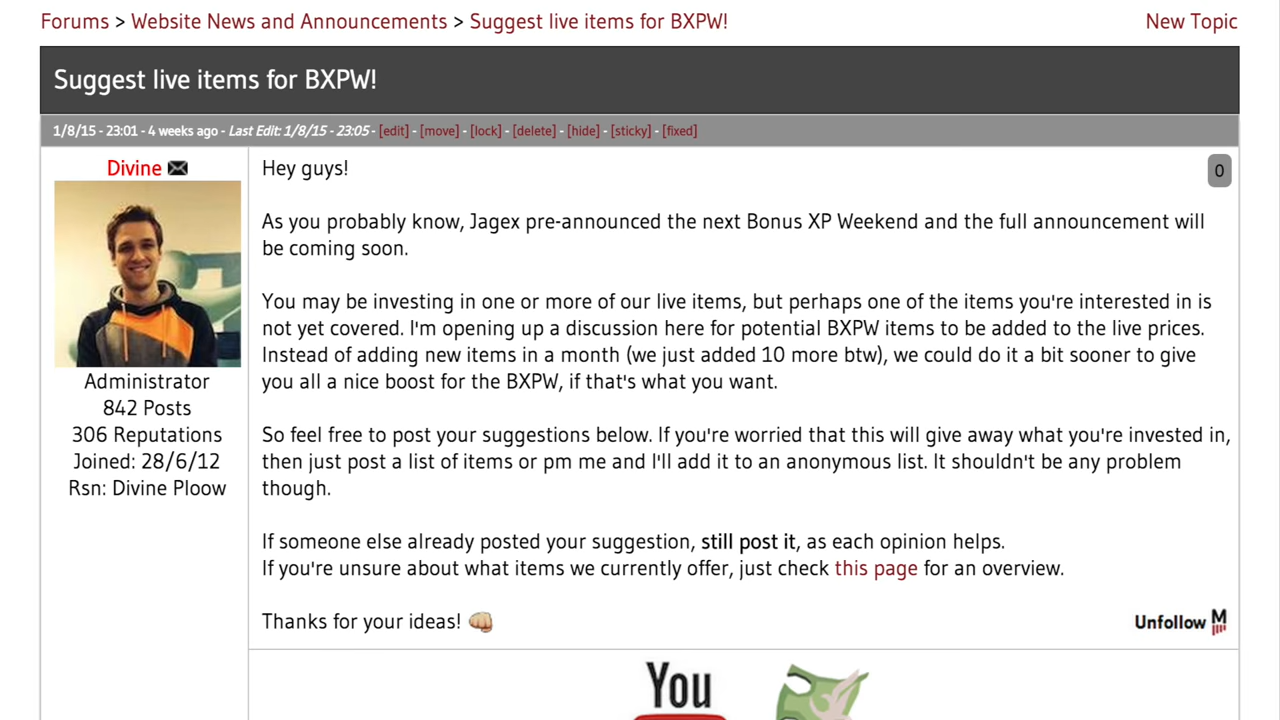 Forums > Website News and Announcements > Suggest live items for BXPW!
New Topic
Suggest live items for BXPW!
1/8/15 - 23:01 - 4 weeks ago - Last Edit: 1/8/15 - 23:05 - [edit] - [move] - [lock] - [delete] - [hide] - [sticky] - [fixed]
Divine
Administrator
842 Posts
306 Reputations
Joined: 28/6/12
Rsn: Divine Ploow
Hey guys!
0
As you probably know, Jagex pre-announced the next Bonus XP Weekend and the full announcement will
be coming soon.
You may be investing in one or more of our live items, but perhaps one of the items you're interested in is
not yet covered. I'm opening up a discussion here for potential BXPW items to be added to the live prices.
Instead of adding new items in a month (we just added 10 more btw), we could do it a bit sooner to give
you all a nice boost for the BXPW, if that's what you want.
So feel free to post your suggestions below. If you're worried that this will give away what you're invested in,
then just post a list of items or pm me and I'll add it to an anonymous list. It shouldn't be any problem
though.
If someone else already posted your suggestion, still post it, as each opinion helps.
If you're unsure about what items we currently offer, just check this page for an overview.
Thanks for your ideas!
Unfollow M
You